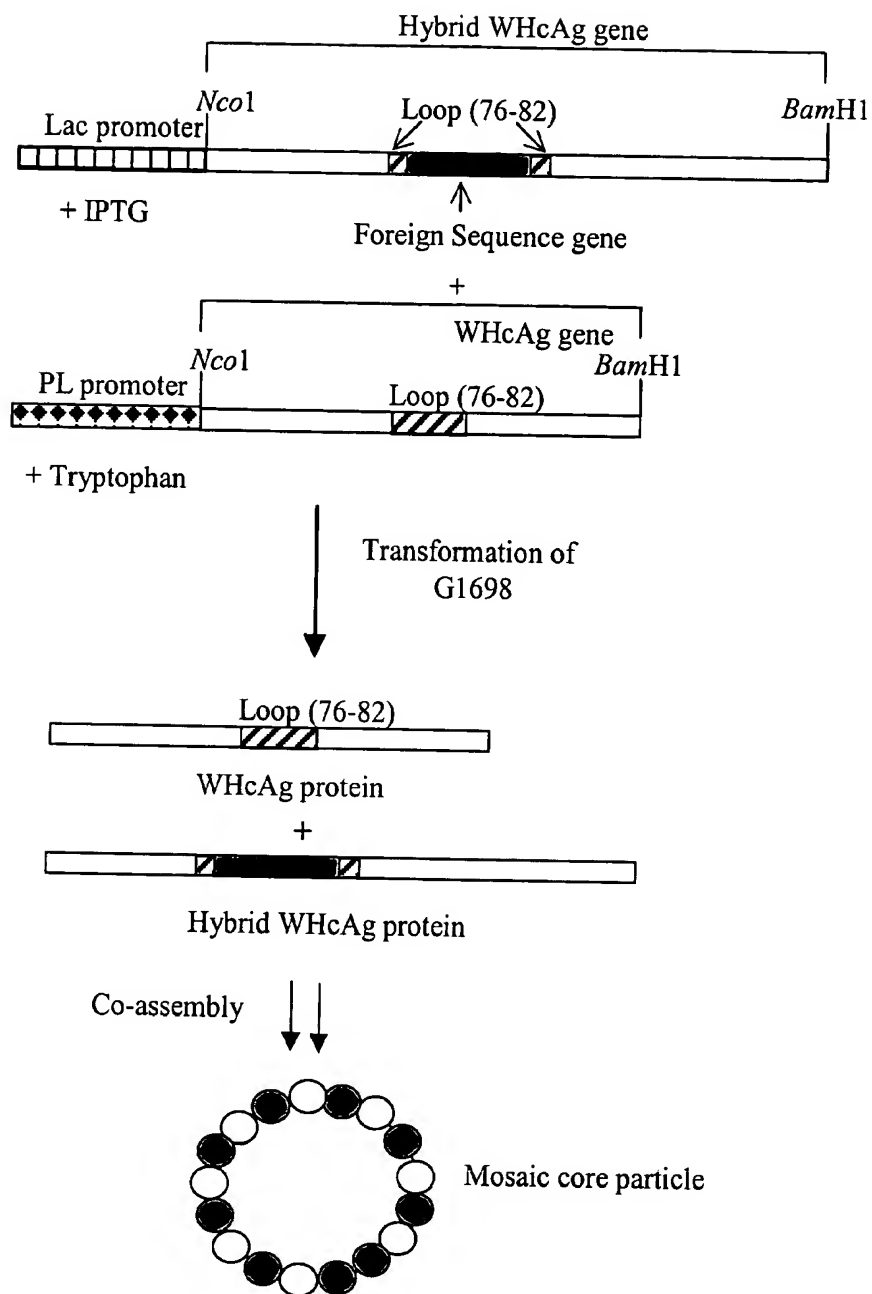 Hybrid WHcAg gene
Nco1
Loop (76-82)
BamH1
Lac promoter
+ IPTG
Foreign Sequence gene
+
WHcAg gene
Nco1
BamH1
PL promoter
Loop (76-82)
+ Tryptophan
Transformation of
G1698
Loop (76-82)
WHcAg protein
+
Hybrid WHcAg protein
Co-assembly
Mosaic core particle